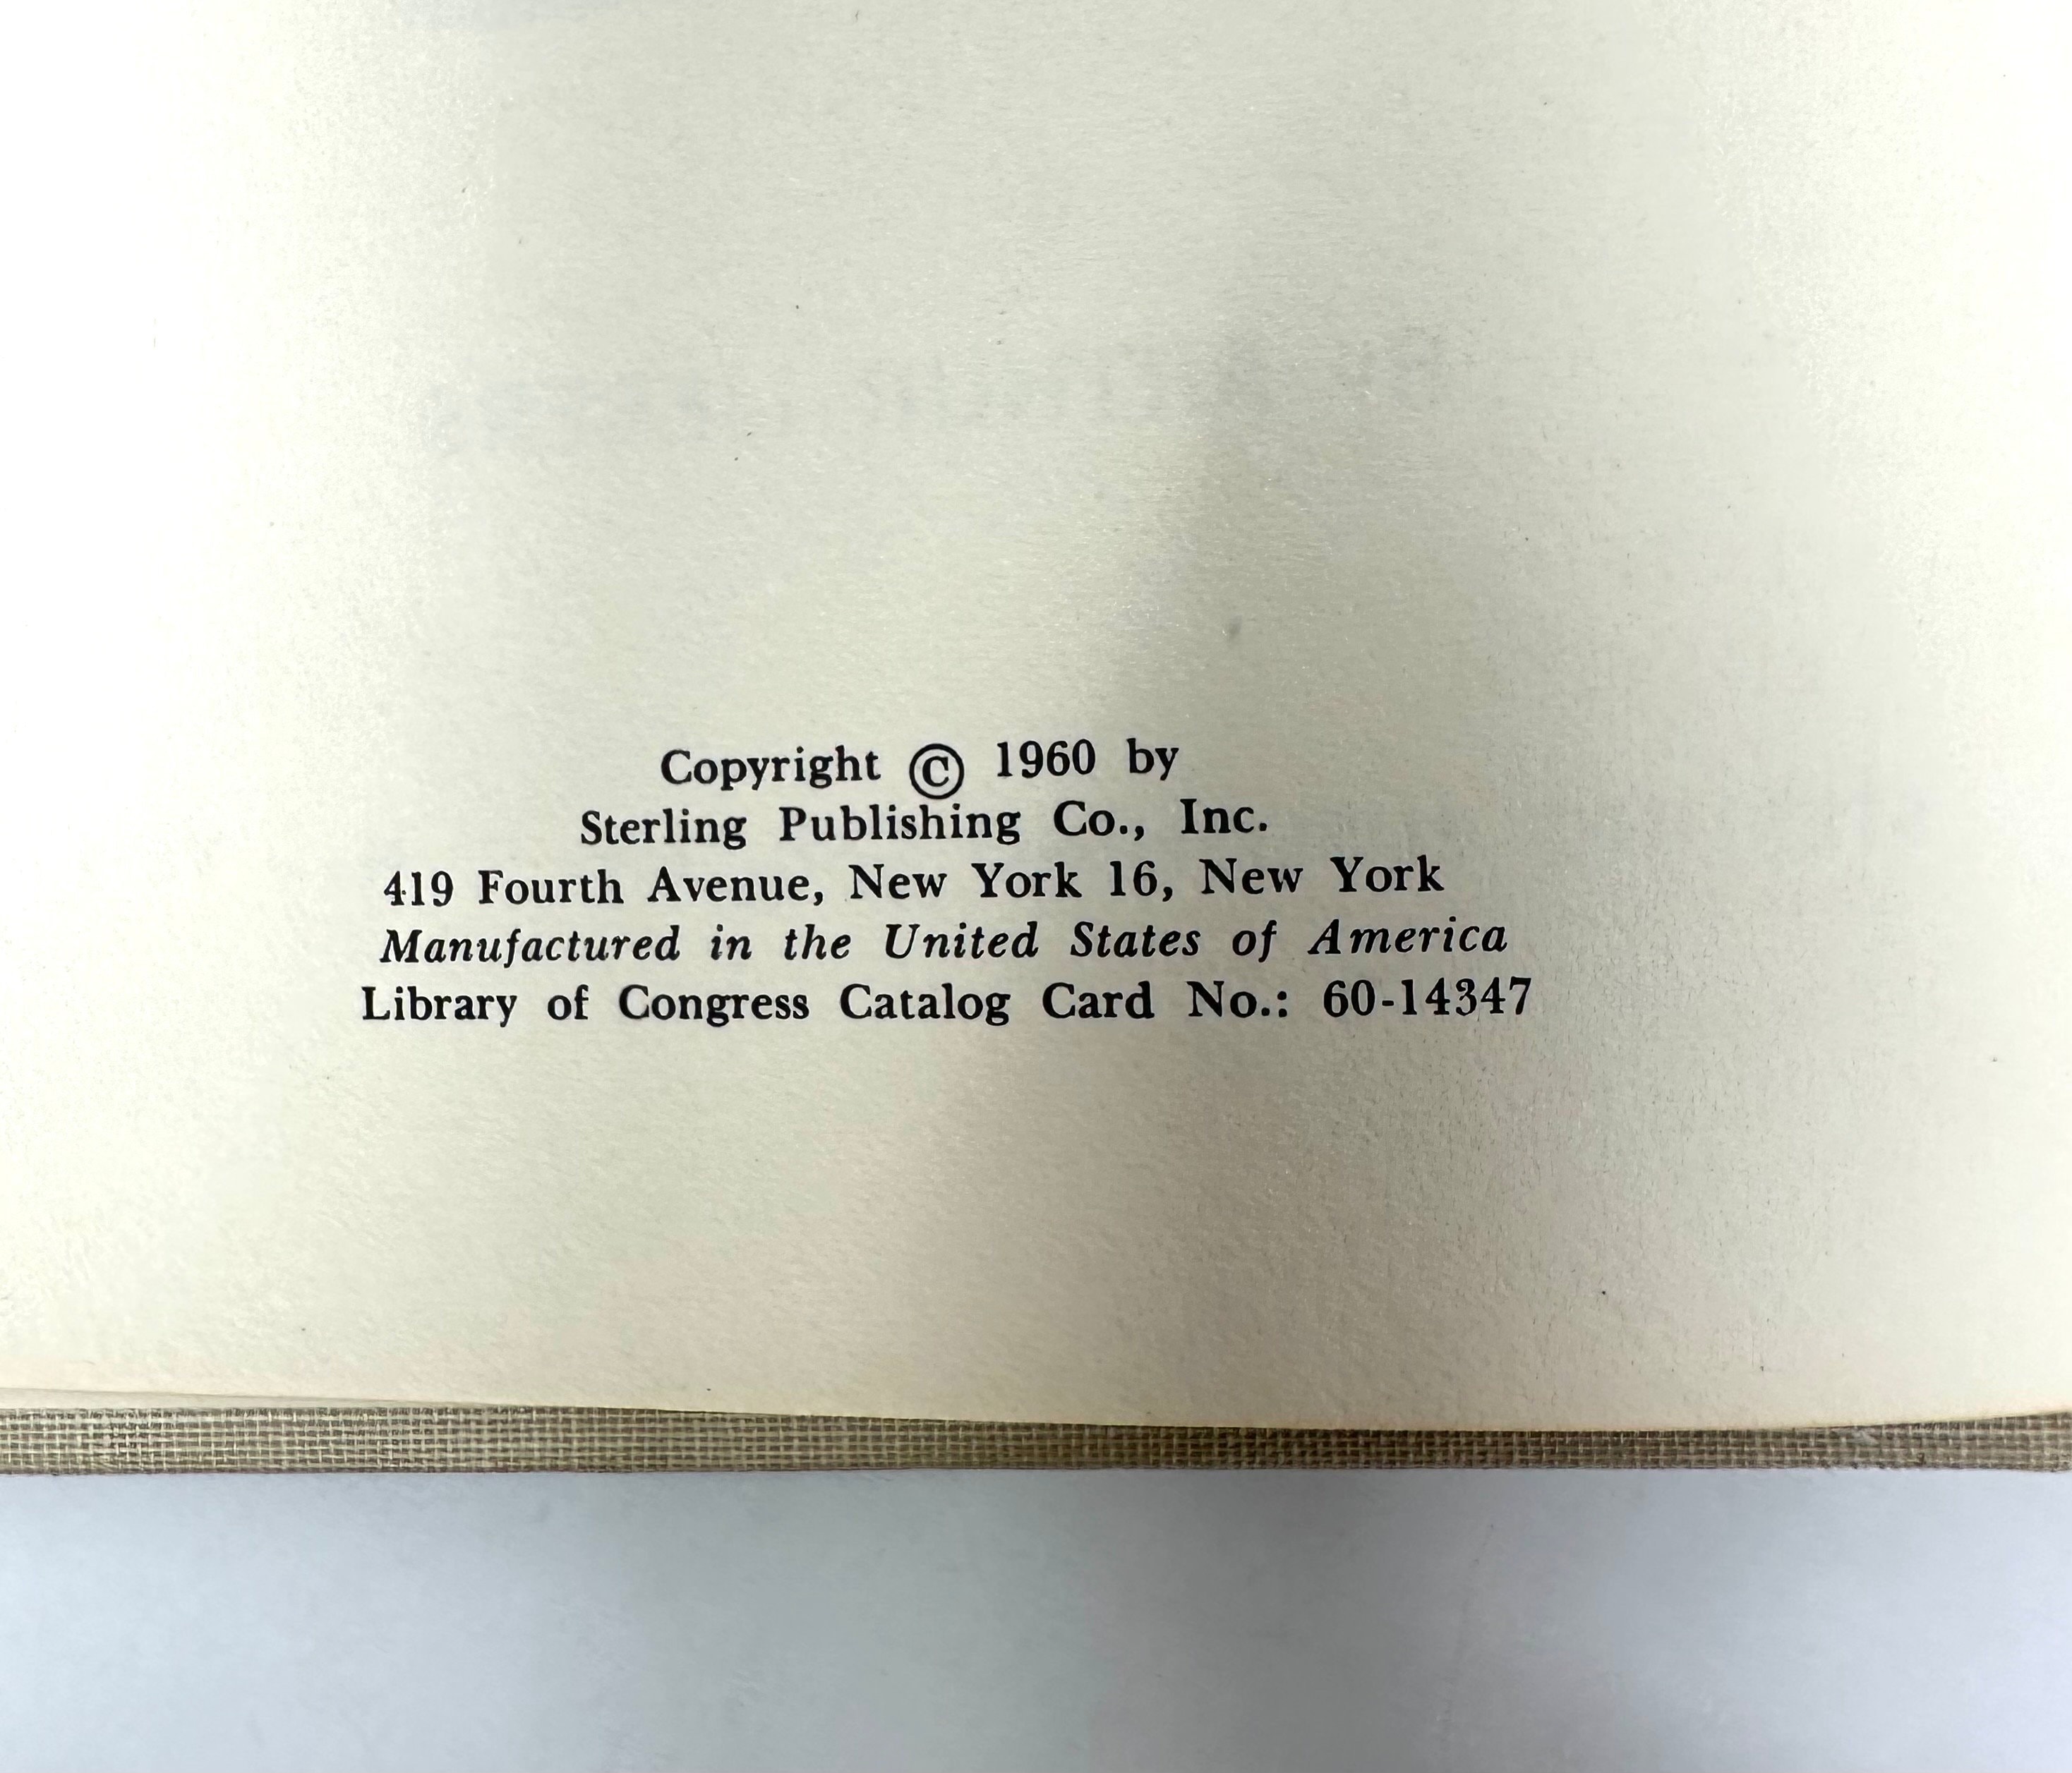 Copyright © 1960 by
Sterling Publishing Co., Inc.
419 Fourth Avenue, New York 16, New York
Manufactured in the United States of America
Library of Congress Catalog Card No.: 60-14347